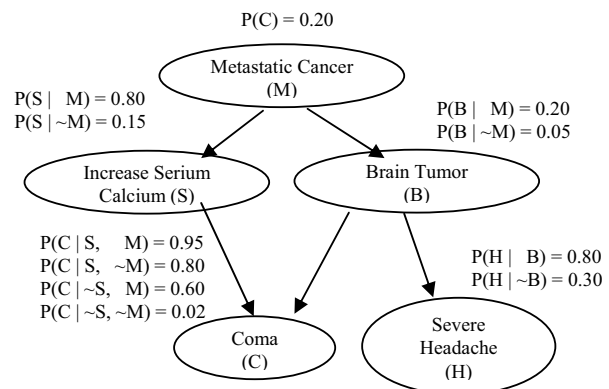 P(C) = 0.20
Metastatic Cancer
(M)
P(S | M) = 0.80
P(S | ~M) = 0.15
P(B | M) = 0.20
P(B | ~M) = 0.05
Increase Serium
Calcium (S)
Brain Tumor
(B)
P(C | S, M) = 0.95
P(C | S, ~M) = 0.80
P(C | ~S, M) = 0.60
P(C | ~S, ~M) = 0.02
P(H | B) = 0.80
P(H | ~B) = 0.30
Coma
(C)
Severe
Headache
(H)